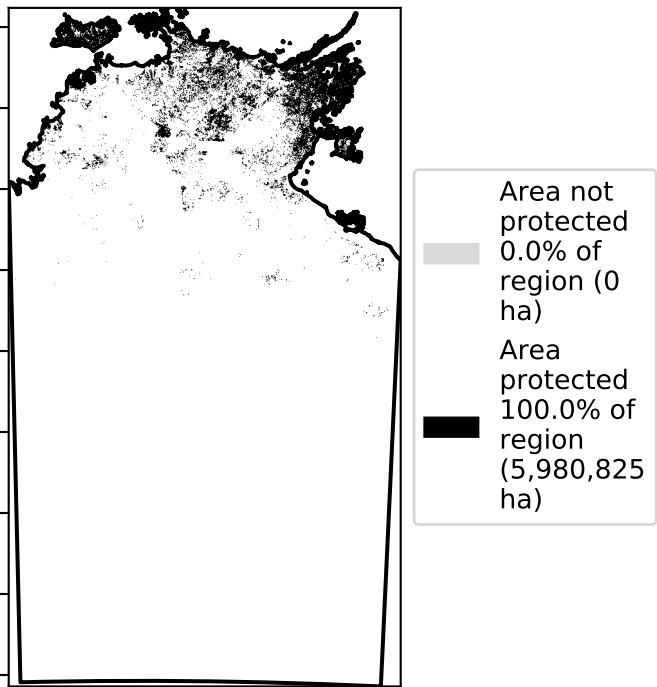 Area not
protected
0.0% of
region (0
ha)
Area
protected
100.0% of
region
(5,980,825
ha)